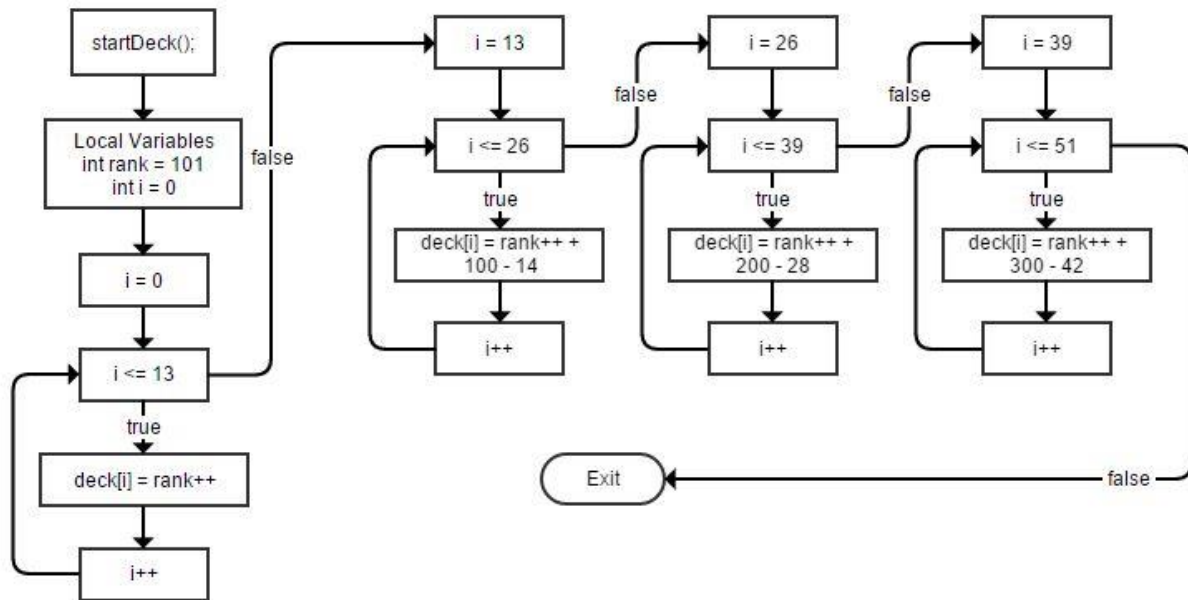 startDeck();
Local Variables
int rank = 101
int i = 0
i = 0
i <= 13
true
deck[i] = rank++
i++
false
i = 13
i <= 26
true
deck[i] = rank++ +
100 - 14
i++
false
i = 26
i <= 39
true
deck[i] = rank++ +
200 - 28
i++
false
i = 39
i <= 51
true
deck[i] = rank++ +
300 - 42
i++
false
Exit